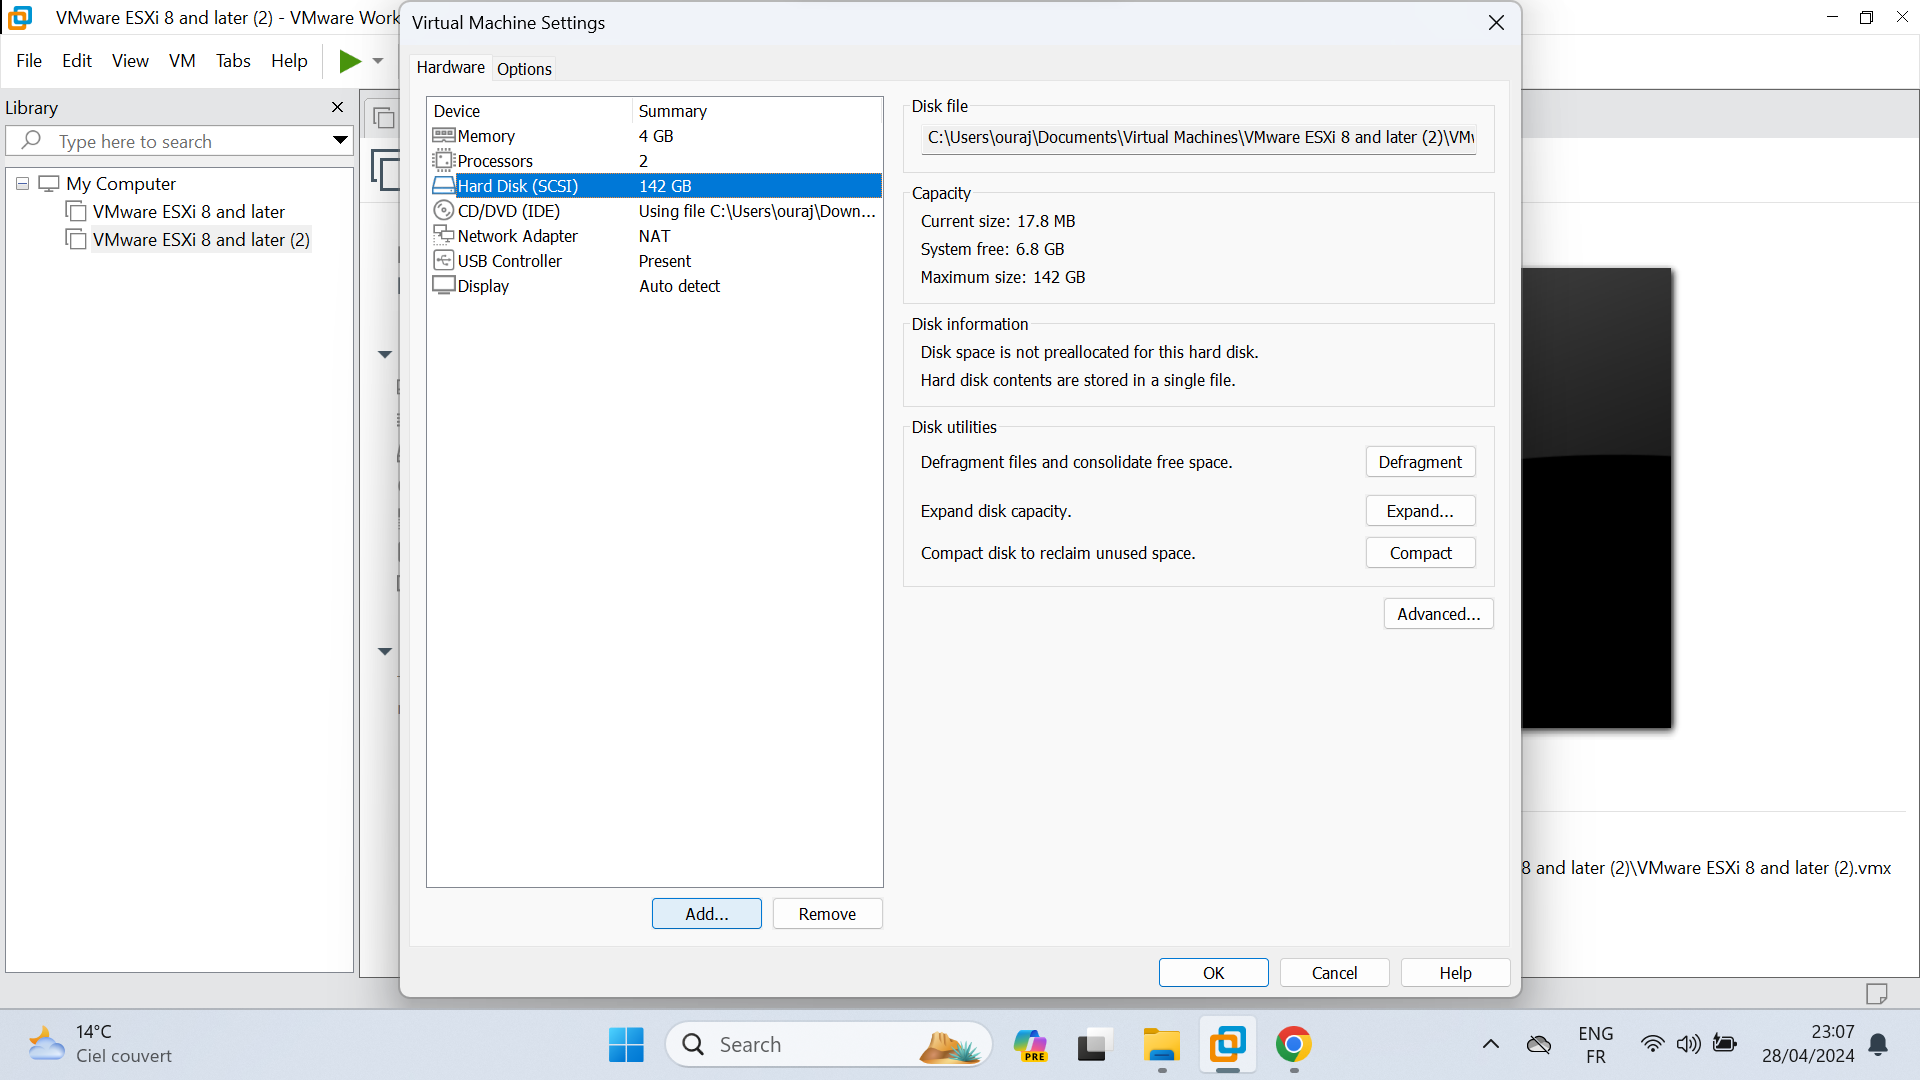 VMware ESXi 8 and later (2) - VMware Work
File Edit View VM Tabs Help
Library
Type here to search
My Computer
VMware ESXi 8 and later
VMware ESXi 8 and later (2)
Virtual Machine Settings
Hardware Options
Device Summary
Memory 4 GB
Processors 2
Hard Disk (SCSI) 142 GB
CD/DVD (IDE) Using file C:\Users\ouraj\Down...
Network Adapter NAT
USB Controller Present
Display Auto detect
Add... Remove
Disk file
C:\Users\ouraj\Documents\Virtual Machines\VMware ESXi 8 and later (2)\VMw
Capacity
Current size: 17.8 MB
System free: 6.8 GB
Maximum size: 142 GB
Disk information
Disk space is not preallocated for this hard disk.
Hard disk contents are stored in a single file.
Disk utilities
Defragment files and consolidate free space. Defragment
Expand disk capacity. Expand...
Compact disk to reclaim unused space. Compact
Advanced...
OK Cancel Help
8 and later (2)\VMware ESXi 8 and later (2).vmx
14°C
Ciel couvert
Search
PRE
ENG
FR
23:07
28/04/2024